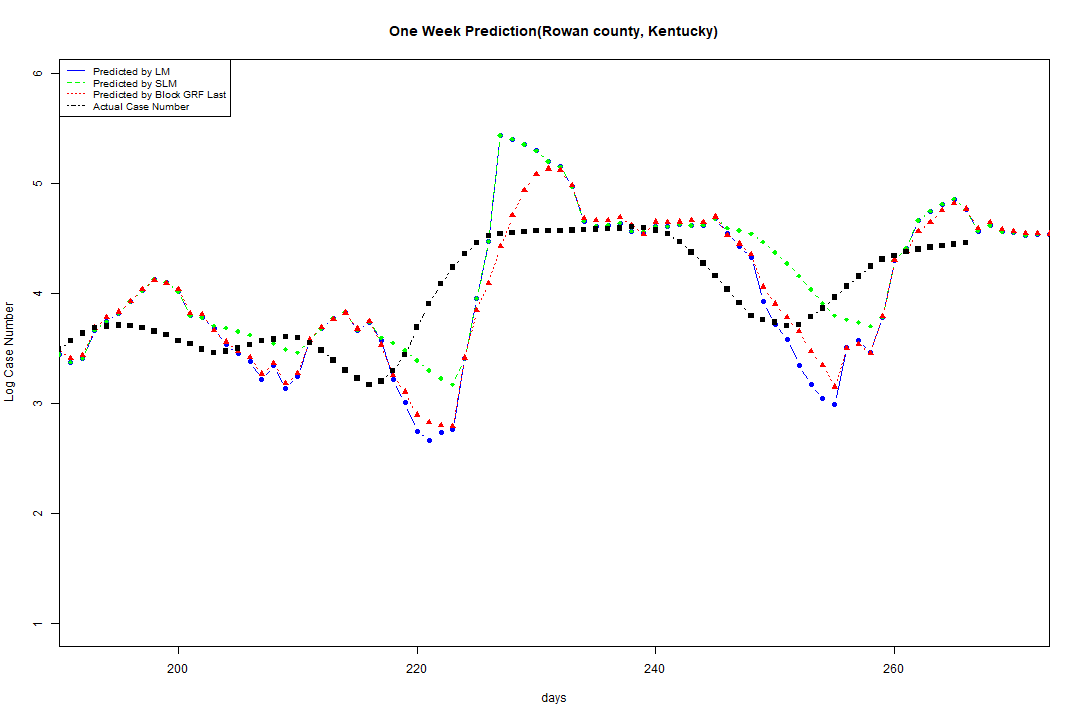 One Week Prediction(Rowan county, Kentucky)
Predicted by LM
Predicted by SLM
Predicted by Block GRF Last
Actual Case Number
6
5
4
3
2
1
Log Case Number
200 220 240 260
days